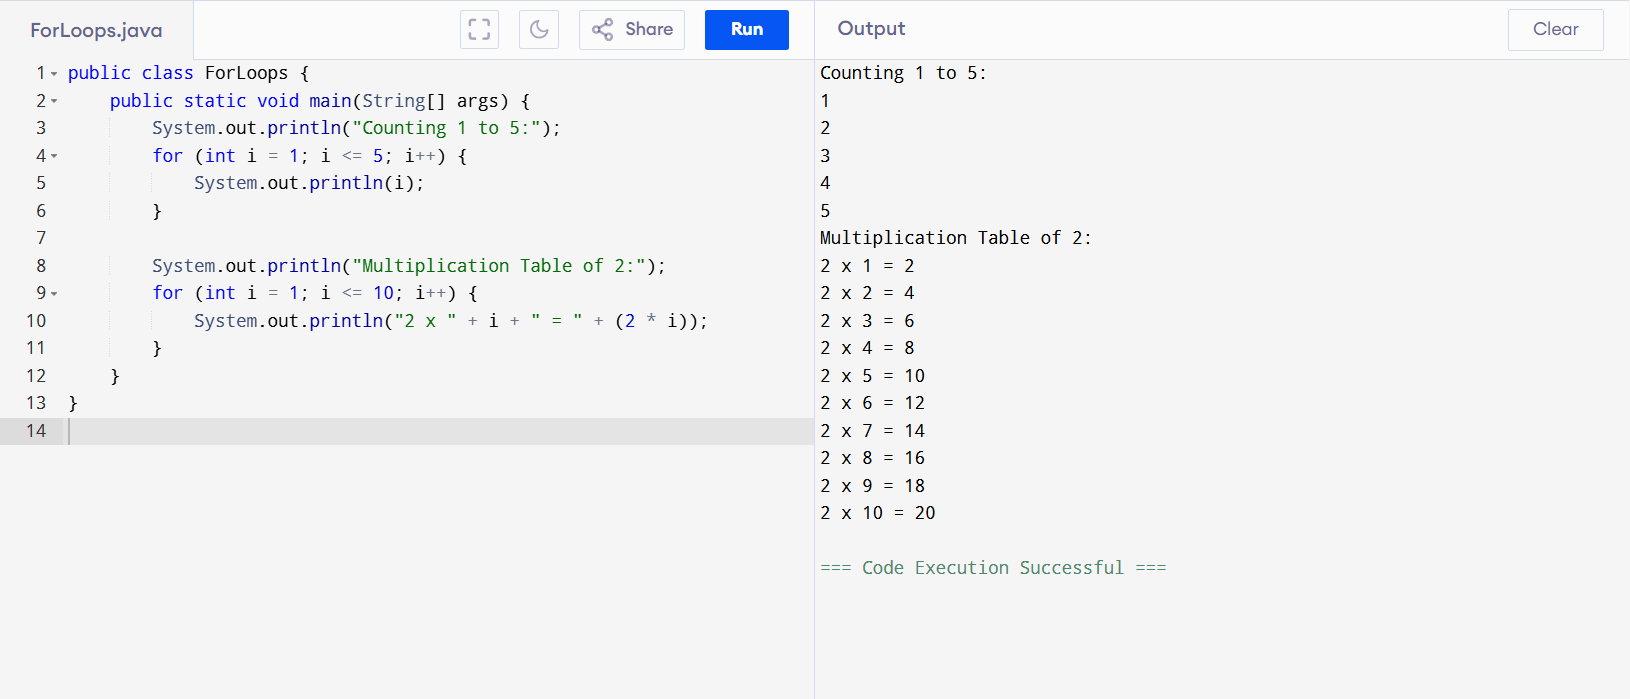 ForLoops.java
Share
Run
1 public class ForLoops {
2     public static void main(String[] args) {
3         System.out.println("Counting 1 to 5:");
4         for (int i = 1; i <= 5; i++) {
5             System.out.println(i);
6         }
7
8         System.out.println("Multiplication Table of 2:");
9         for (int i = 1; i <= 10; i++) {
10             System.out.println("2 x " + i + " = " + (2 * i));
11         }
12     }
13 }
14
Output
Clear
Counting 1 to 5:
1
2
3
4
5
Multiplication Table of 2:
2 x 1 = 2
2 x 2 = 4
2 x 3 = 6
2 x 4 = 8
2 x 5 = 10
2 x 6 = 12
2 x 7 = 14
2 x 8 = 16
2 x 9 = 18
2 x 10 = 20
=== Code Execution Successful ===